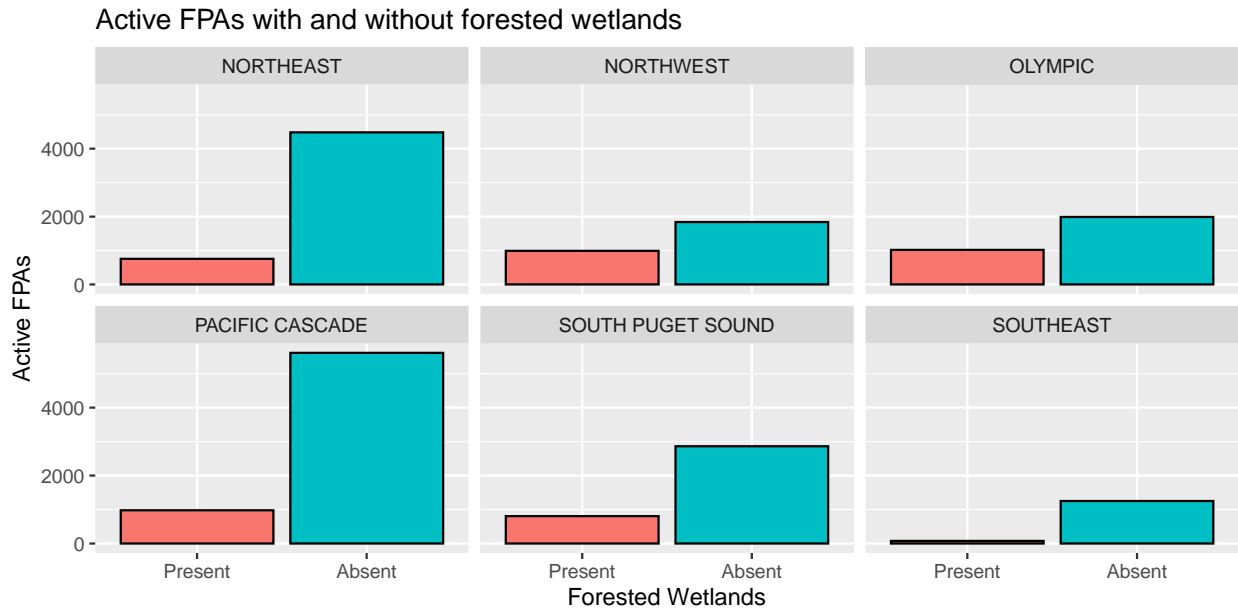 Active FPAs with and without forested wetlands
NORTHEAST
NORTHWEST
OLYMPIC
4000
2000
0
PACIFIC CASCADE
SOUTH PUGET SOUND
SOUTHEAST
4000
2000
0
Active FPAs
Present
Absent
Present
Absent
Present
Absent
Forested Wetlands